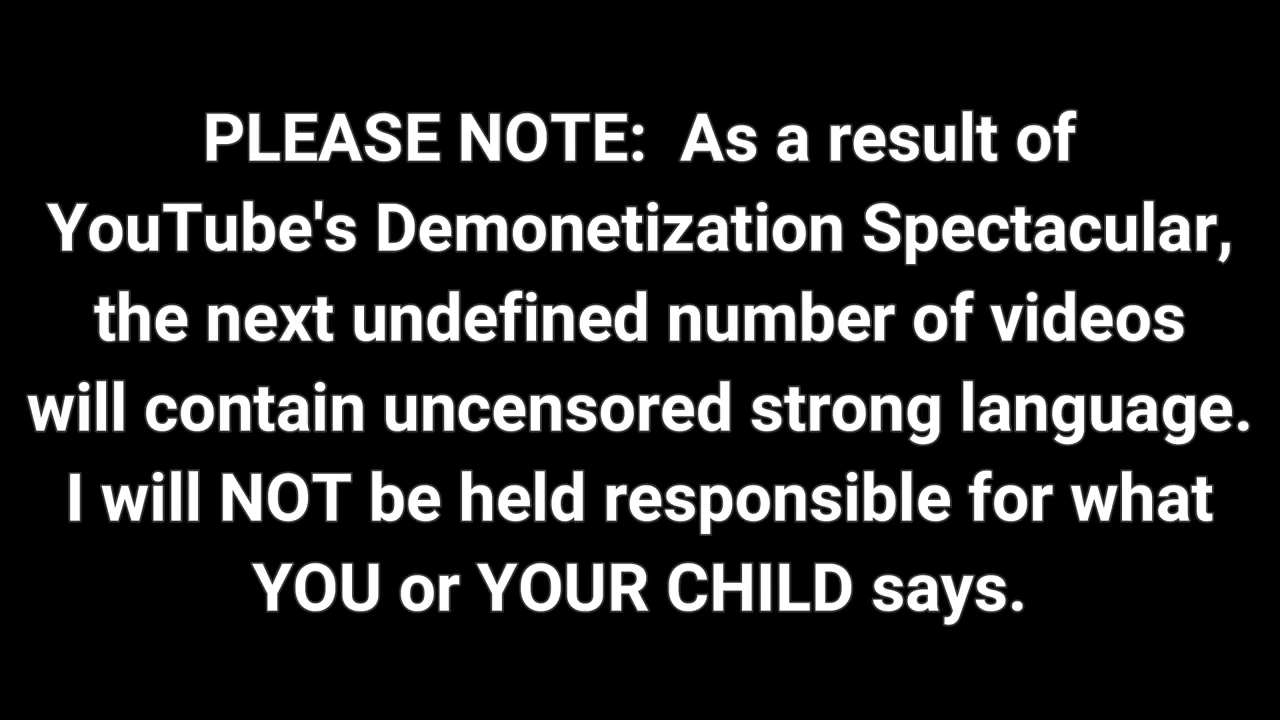 PLEASE NOTE:  As a result of
YouTube's Demonetization Spectacular,
the next undefined number of videos
will contain uncensored strong language.
I will NOT be held responsible for what
YOU or YOUR CHILD says.